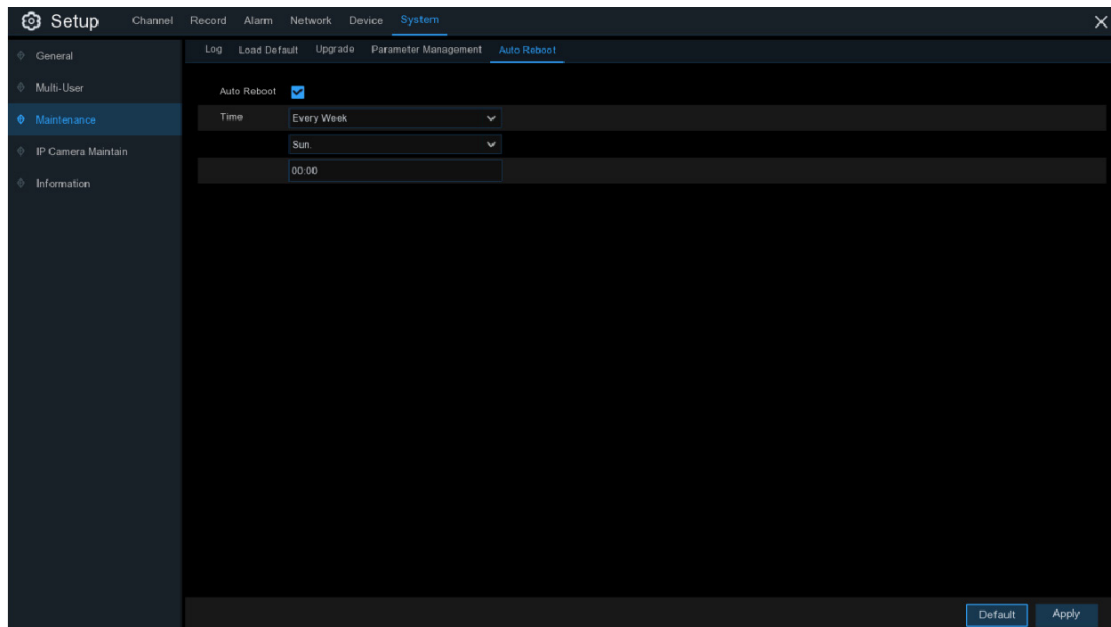 Setup Channel Record Alarm Network Device System
Log Load Default Upgrade Parameter Management Auto Reboot
General
Multi-User
Maintenance
IP Camera Maintain
Information
Auto Reboot
Time Every Week
Sun.
00:00
Default Apply